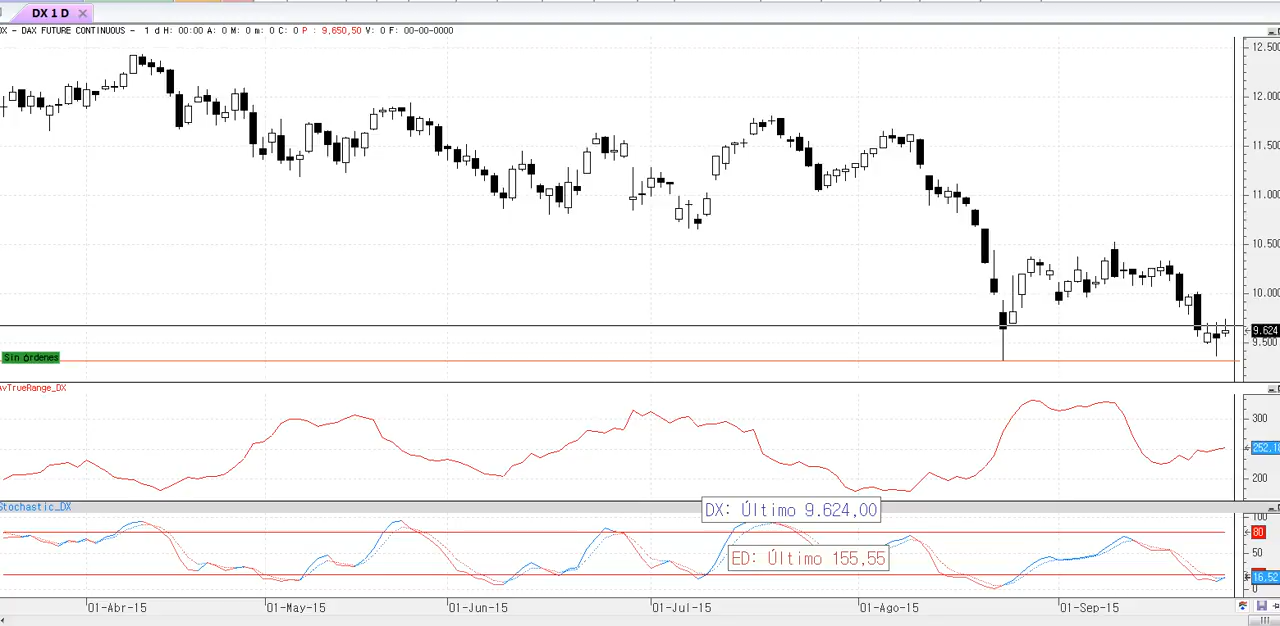 DX 1 D
DX - DAX FUTURE CONTINUOUS - 1 d H: 00:00 A: 0 M: 0 m: 0 C: 0 P : 9.650,50 V: 0 F: 00-00-0000
12.500
12.000
11.500
11.000
10.500
10.000
9.624
9.500
Sin órdenes
AvTrueRange_DX
300
252,10
200
Stochastic_DX
DX: Último 9.624,00
100
80
ED: Último 155,55
50
16,52
0
01-Abr-15 01-May-15 01-Jun-15 01-Jul-15 01-Ago-15 01-Sep-15